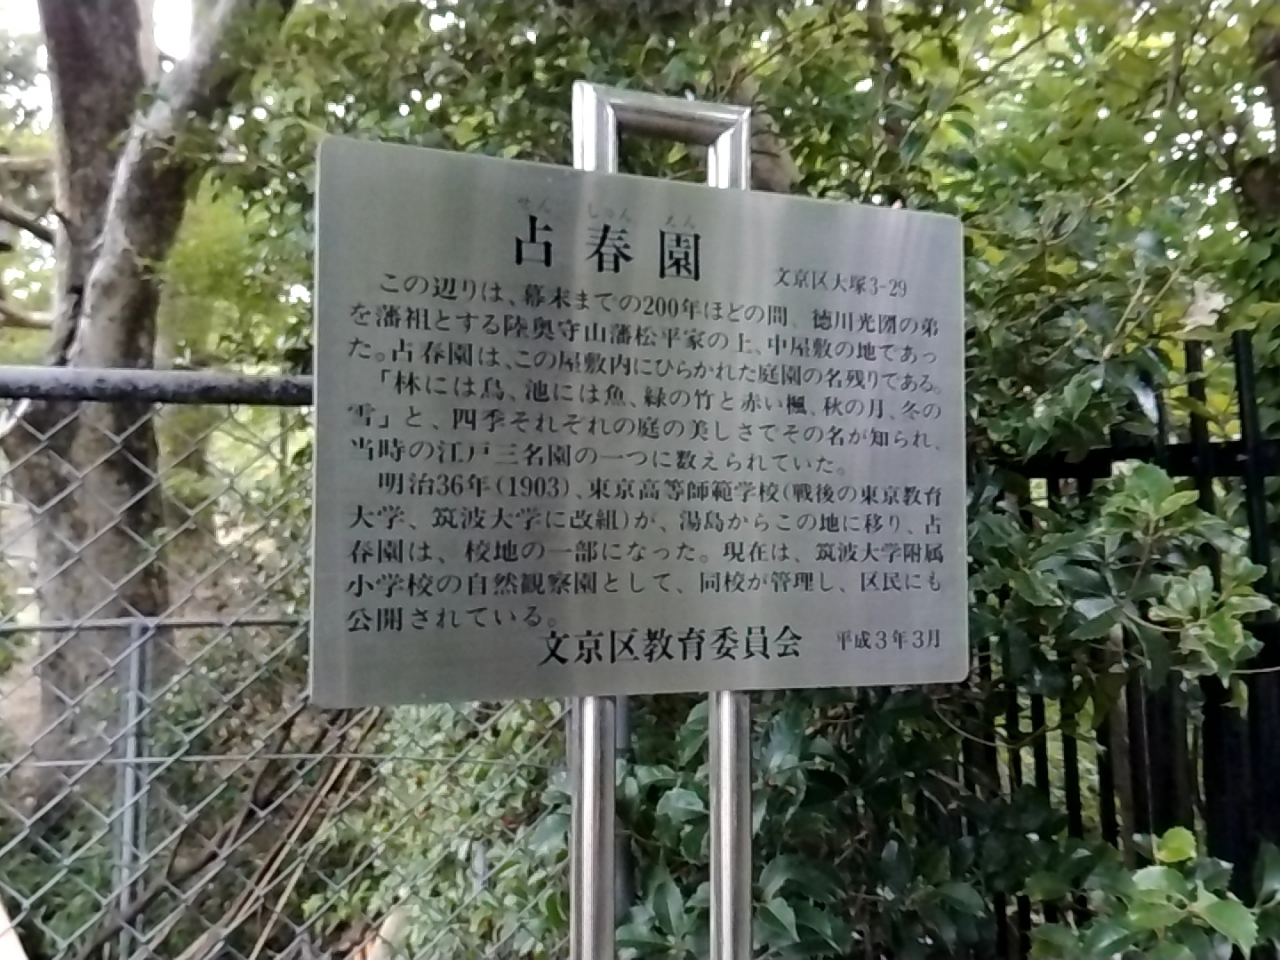 せん しゅん えん
占春園
文京区大塚3-29
この辺りは、幕末までの200年ほどの間、徳川光圀の弟
を藩祖とする陸奥守山藩松平家の上、中屋敷の地であっ
た。占春園は、この屋敷内にひらかれた庭園の名残りである。
「林には鳥、池には魚、緑の竹と赤い楓、秋の月、冬の
雪」と、四季それぞれの庭の美しさでその名が知られ、
当時の江戸三名園の一つに数えられていた。
明治36年(1903)、東京高等師範学校(戦後の東京教育
大学、筑波大学に改組)が、湯島からこの地に移り、占
春園は、校地の一部になった。現在は、筑波大学附属
小学校の自然観察園として、同校が管理し、区民にも
公開されている。
文京区教育委員会 平成3年3月